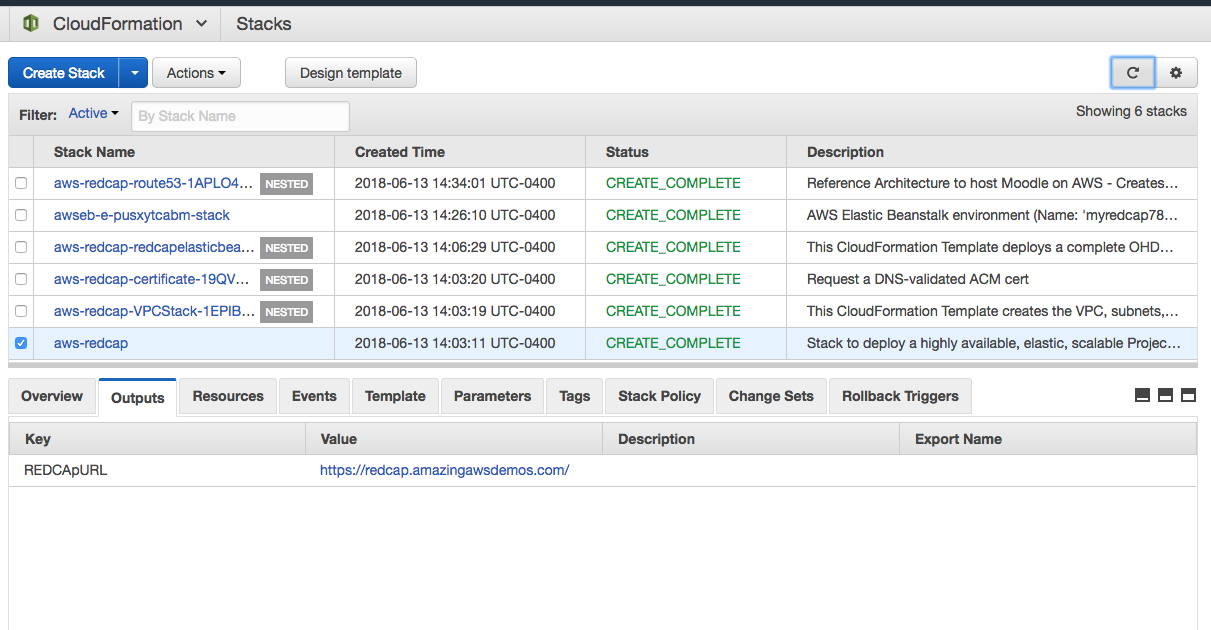 CloudFormation Stacks
Create Stack Actions Design template
Filter: Active By Stack Name Showing 6 stacks
Stack Name Created Time Status Description
aws-redcap-route53-1APLO4... NESTED 2018-06-13 14:34:01 UTC-0400 CREATE_COMPLETE Reference Architecture to host Moodle on AWS - Creates...
awseb-e-pusxytcabm-stack 2018-06-13 14:26:10 UTC-0400 CREATE_COMPLETE AWS Elastic Beanstalk environment (Name: 'myredcap78...
aws-redcap-redcapelasticbea... NESTED 2018-06-13 14:06:29 UTC-0400 CREATE_COMPLETE This CloudFormation Template deploys a complete OHD...
aws-redcap-certificate-19QV... NESTED 2018-06-13 14:03:20 UTC-0400 CREATE_COMPLETE Request a DNS-validated ACM cert
aws-redcap-VPCStack-1EPIB... NESTED 2018-06-13 14:03:19 UTC-0400 CREATE_COMPLETE This CloudFormation Template creates the VPC, subnets,...
aws-redcap 2018-06-13 14:03:11 UTC-0400 CREATE_COMPLETE Stack to deploy a highly available, elastic, scalable Projec...
Overview Outputs Resources Events Template Parameters Tags Stack Policy Change Sets Rollback Triggers
Key Value Description Export Name
REDCApURL https://redcap.amazingawsdemos.com/